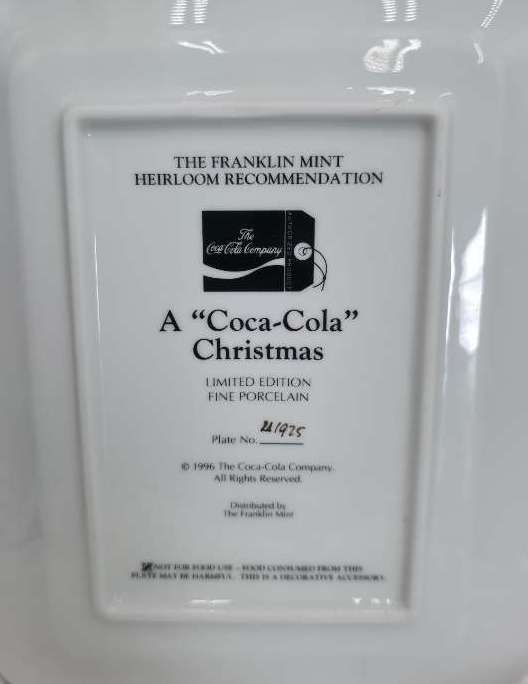 THE FRANKLIN MINT
HEIRLOOM RECOMMENDATION
The
Coca-Cola Company
AUTHORIZED PRODUCT
A “Coca-Cola”
Christmas
LIMITED EDITION
FINE PORCELAIN
Plate No.
© 1996 The Coca-Cola Company.
All Rights Reserved.
Distributed by
The Franklin Mint
NOT FOR FOOD USE - FOOD CONSUMED FROM THIS
PLATE MAY BE HARMFUL. THIS IS A DECORATIVE ACCESSORY.